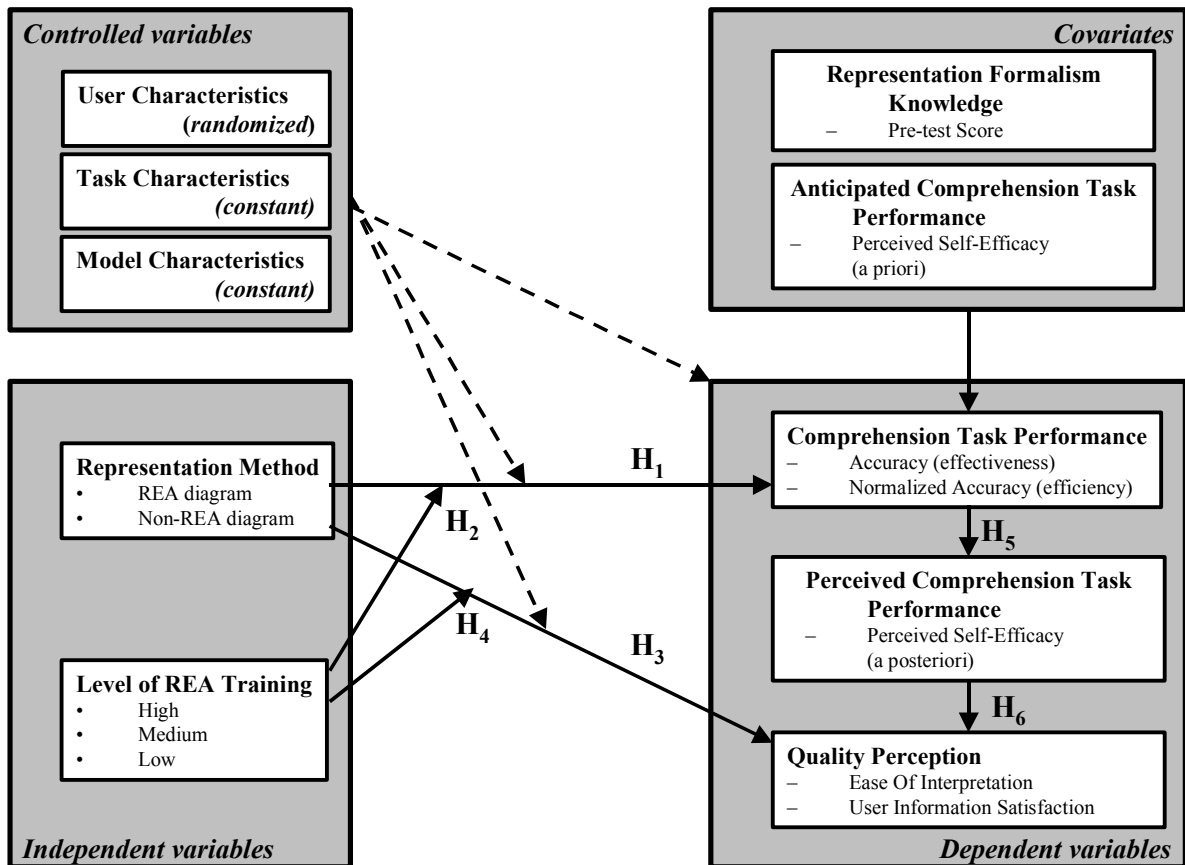 Controlled variables
User Characteristics
(randomized)
Task Characteristics
(constant)
Model Characteristics
(constant)
Covariates
Representation Formalism
Knowledge
– Pre-test Score
Anticipated Comprehension Task
Performance
– Perceived Self-Efficacy
(a priori)
Representation Method
• REA diagram
• Non-REA diagram
Level of REA Training
• High
• Medium
• Low
Independent variables
H1
H2
H4
H3
Comprehension Task Performance
– Accuracy (effectiveness)
– Normalized Accuracy (efficiency)
H5
Perceived Comprehension Task
Performance
– Perceived Self-Efficacy
(a posteriori)
H6
Quality Perception
– Ease Of Interpretation
– User Information Satisfaction
Dependent variables